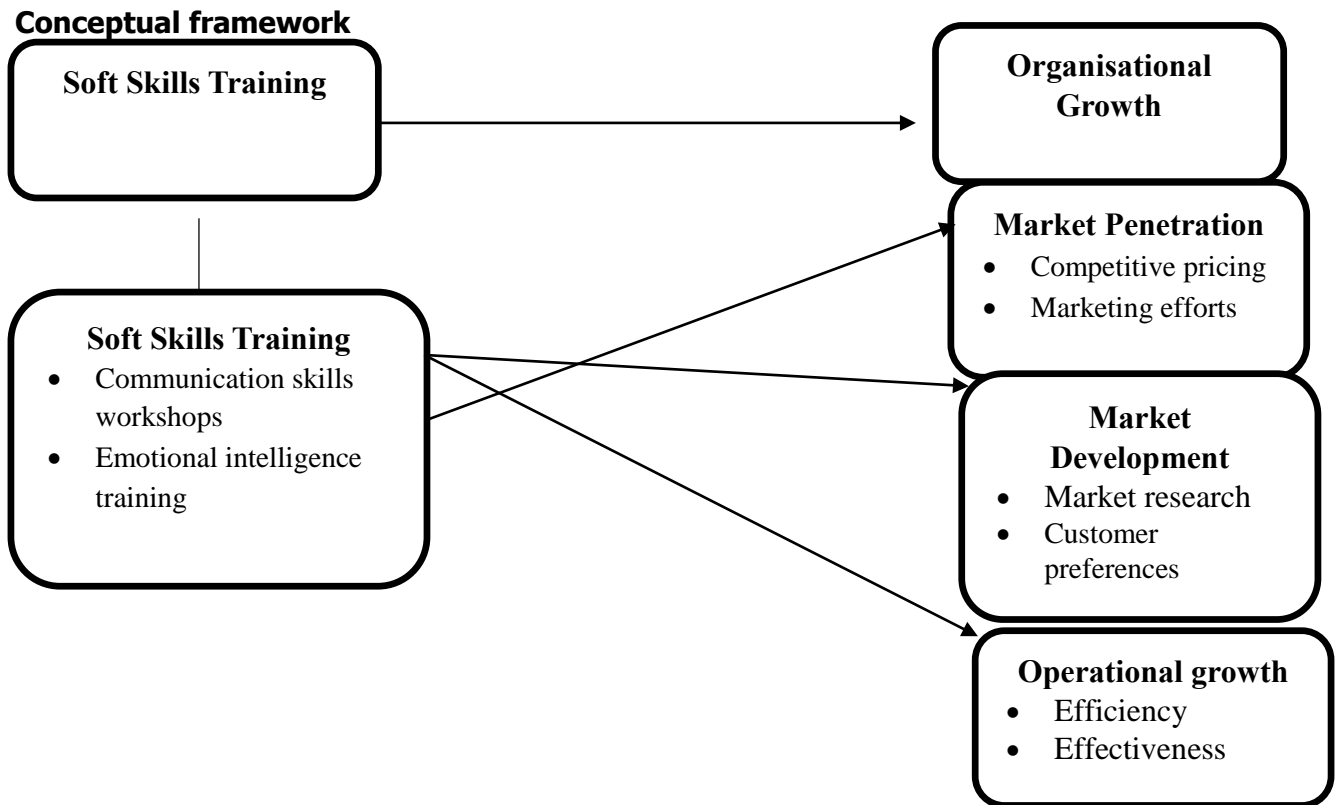 Conceptual framework
Soft Skills Training
Organisational
Growth
Market Penetration
• Competitive pricing
• Marketing efforts
Soft Skills Training
• Communication skills
workshops
• Emotional intelligence
training
Market
Development
• Market research
• Customer
preferences
Operational growth
• Efficiency
• Effectiveness